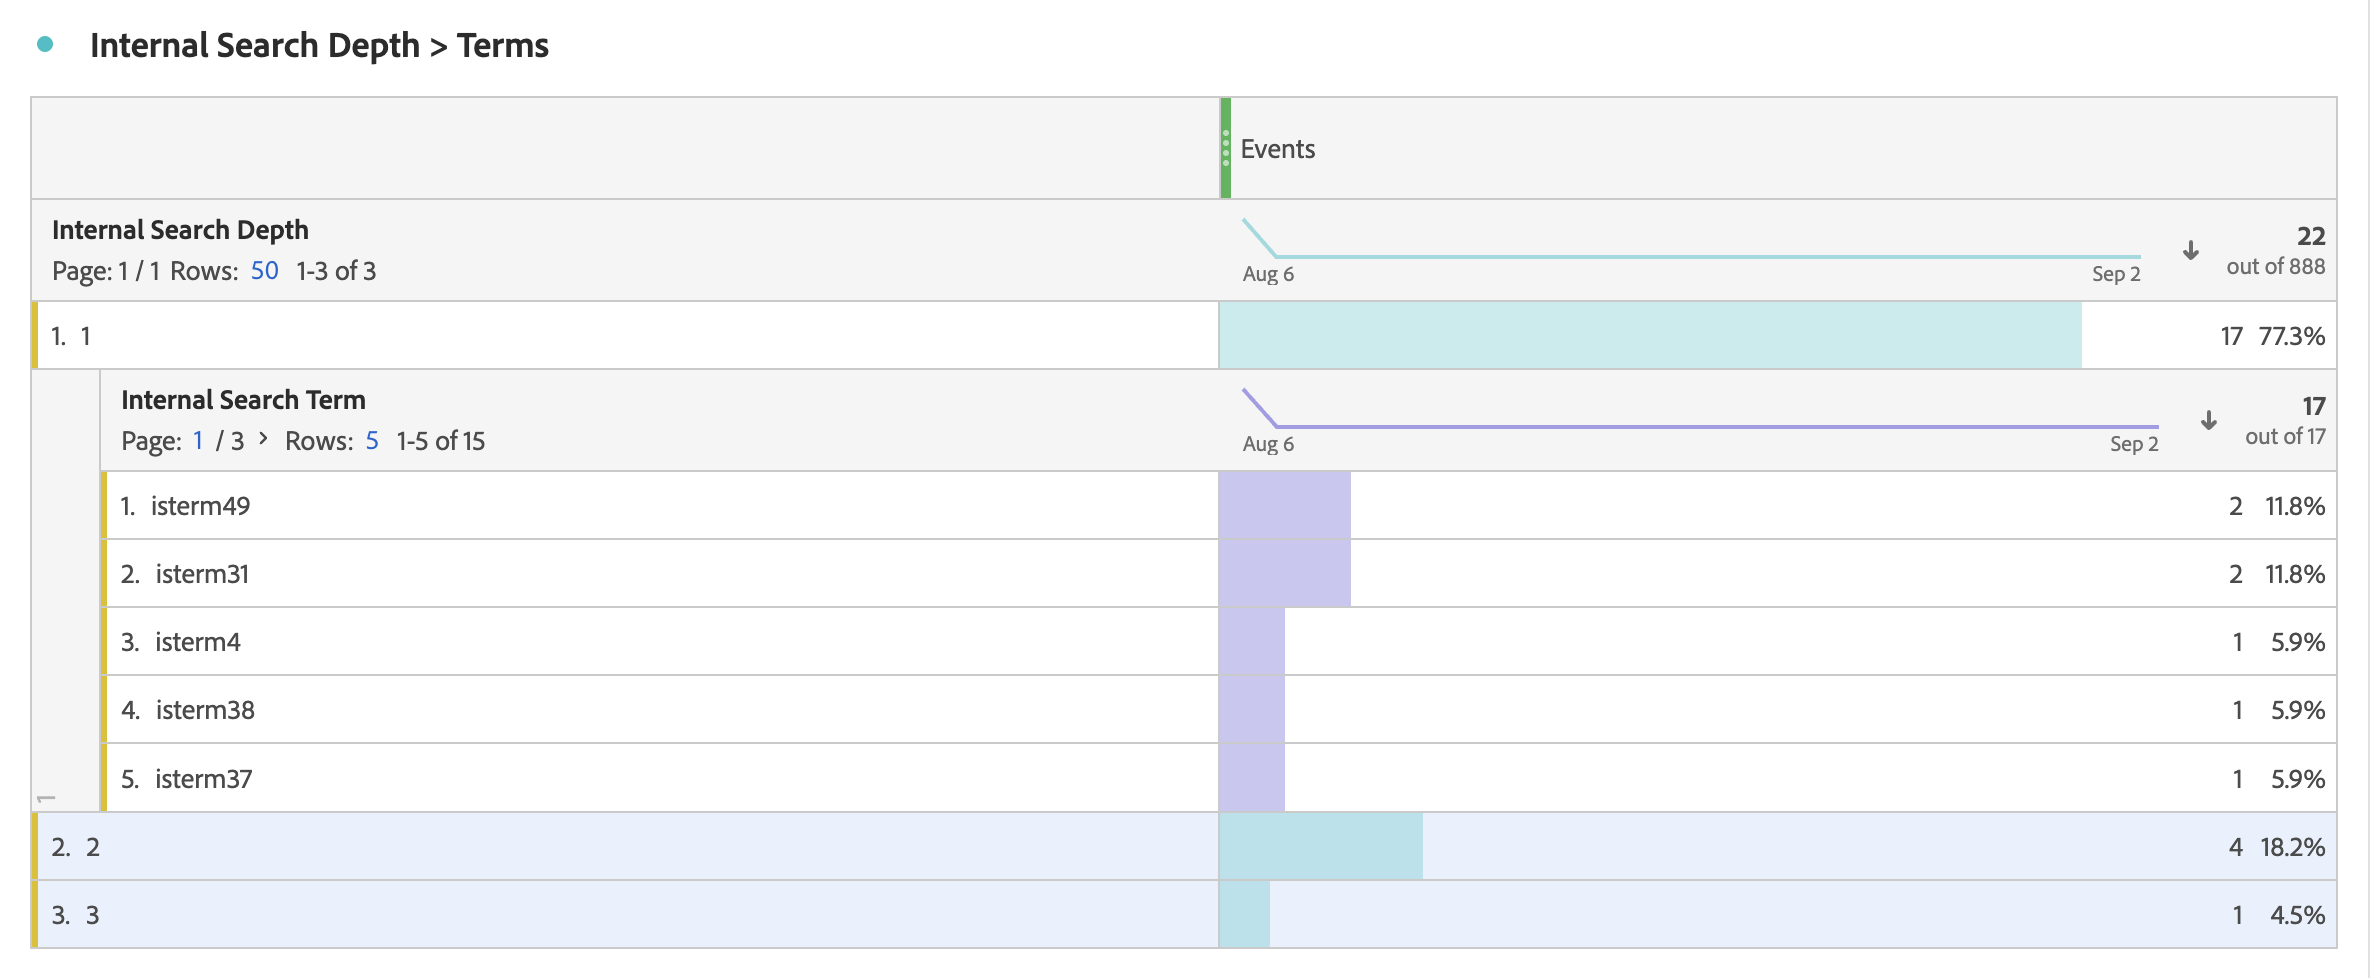 Internal Search Depth > Terms
Events
Internal Search Depth
Page: 1 / 1 Rows: 50 1-3 of 3
Aug 6
Sep 2
22
out of 888
1. 1
17 77.3%
Internal Search Term
Page: 1 / 3 > Rows: 5 1-5 of 15
Aug 6
Sep 2
17
out of 17
1. isterm49
2 11.8%
2. isterm31
2 11.8%
3. isterm4
1 5.9%
4. isterm38
1 5.9%
5. isterm37
1 5.9%
1
2. 2
4 18.2%
3. 3
1 4.5%